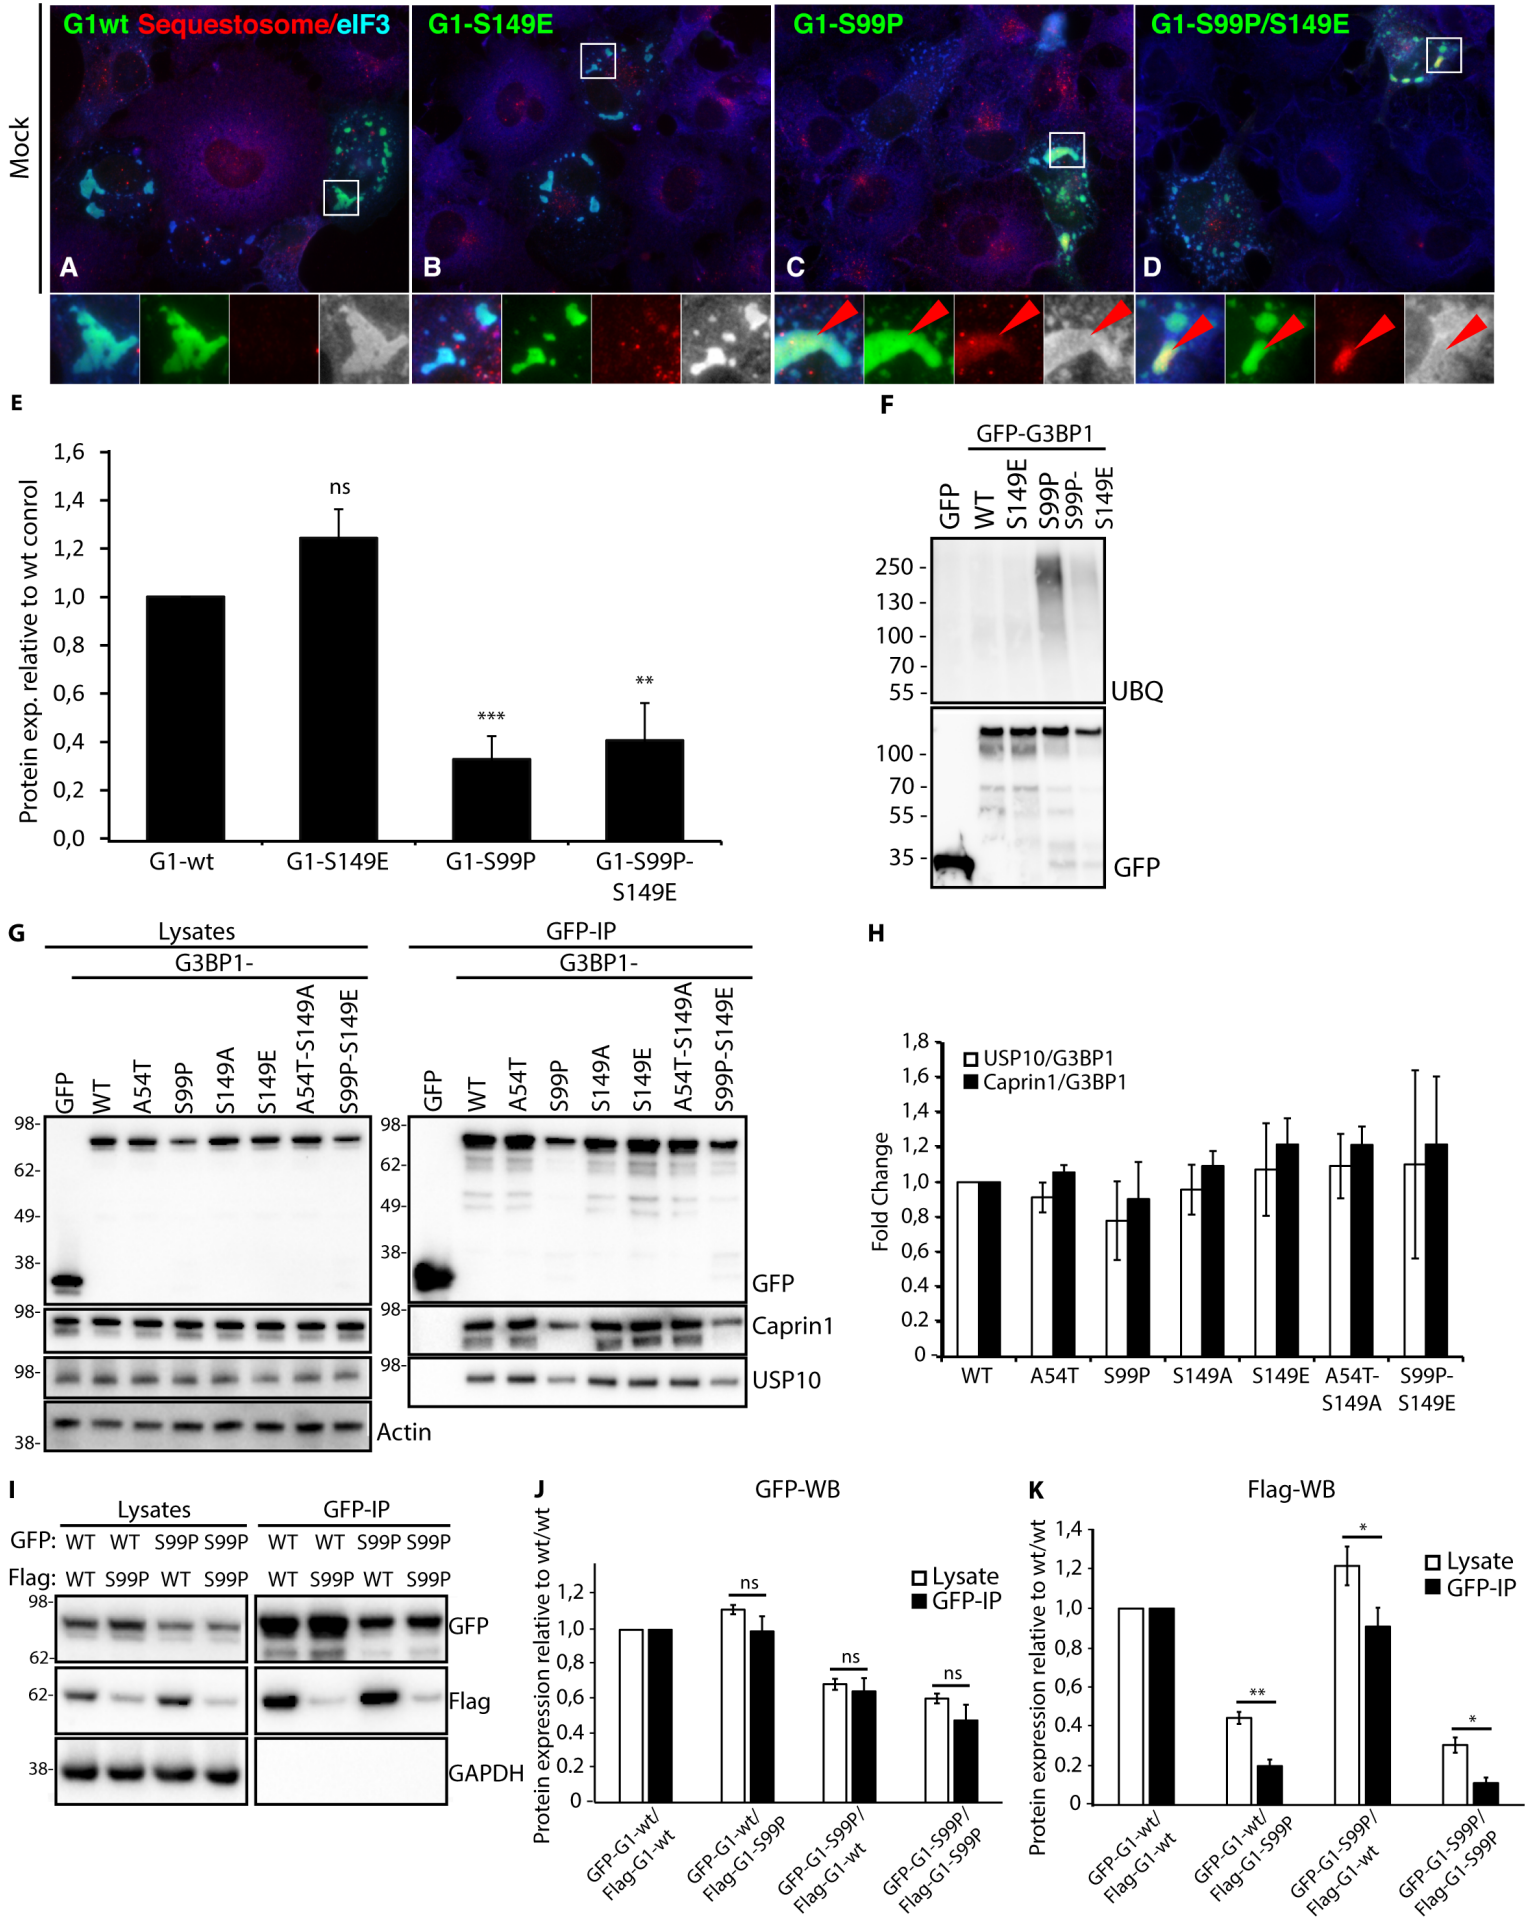 Mock
G1wt Sequestosome/eIF3
G1-S149E
G1-S99P
G1-S99P/S149E
A
B
C
D
E
Protein exp. relative to wt conrol
1,6
1,4
1,2
1,0
0,8
0,6
0,4
0,2
0,0
ns
***
**
G1-wt
G1-S149E
G1-S99P
G1-S99P-
S149E
F
GFP-G3BP1
GFP
WT
S149E
S99P
S99P-
S149E
250 -
130 -
100 -
70 -
55 -
UBQ
100 -
70 -
55 -
35 -
GFP
G
Lysates
G3BP1-
GFP
WT
A54T
S99P
S149A
S149E
A54T-S149A
S99P-S149E
98-
62-
49-
38-
98-
98-
38-
GFP-IP
G3BP1-
GFP
WT
A54T
S99P
S149A
S149E
A54T-S149A
S99P-S149E
98-
62-
49-
38-
98-
98-
GFP
Caprin1
USP10
Actin
H
Fold Change
1,8
1,6
1,4
1,2
1,0
0,8
0,6
0.4
0.2
0
USP10/G3BP1
Caprin1/G3BP1
WT
A54T
S99P
S149A
S149E
A54T-
S149A
S99P-
S149E
I
Lysates
GFP-IP
GFP: WT WT S99P S99P WT WT S99P S99P
Flag: WT S99P WT S99P WT S99P WT S99P
98-
62-
62-
38-
GFP
Flag
GAPDH
J
GFP-WB
Protein expression relative to wt/wt
1,2
1,0
0,8
0.6
0.4
0.2
0
Lysate
GFP-IP
ns
ns
ns
GFP-G1-wt/
Flag-G1-wt
GFP-G1-wt/
Flag-G1-S99P
GFP-G1-S99P/
Flag-G1-wt
GFP-G1-S99P/
Flag-G1-S99P
K
Flag-WB
Protein expression relative to wt/wt
1,4
1,2
1,0
0,8
0.6
0.4
0.2
0
Lysate
GFP-IP
**
*
*
GFP-G1-wt/
Flag-G1-wt
GFP-G1-wt/
Flag-G1-S99P
GFP-G1-S99P/
Flag-G1-wt
GFP-G1-S99P/
Flag-G1-S99P